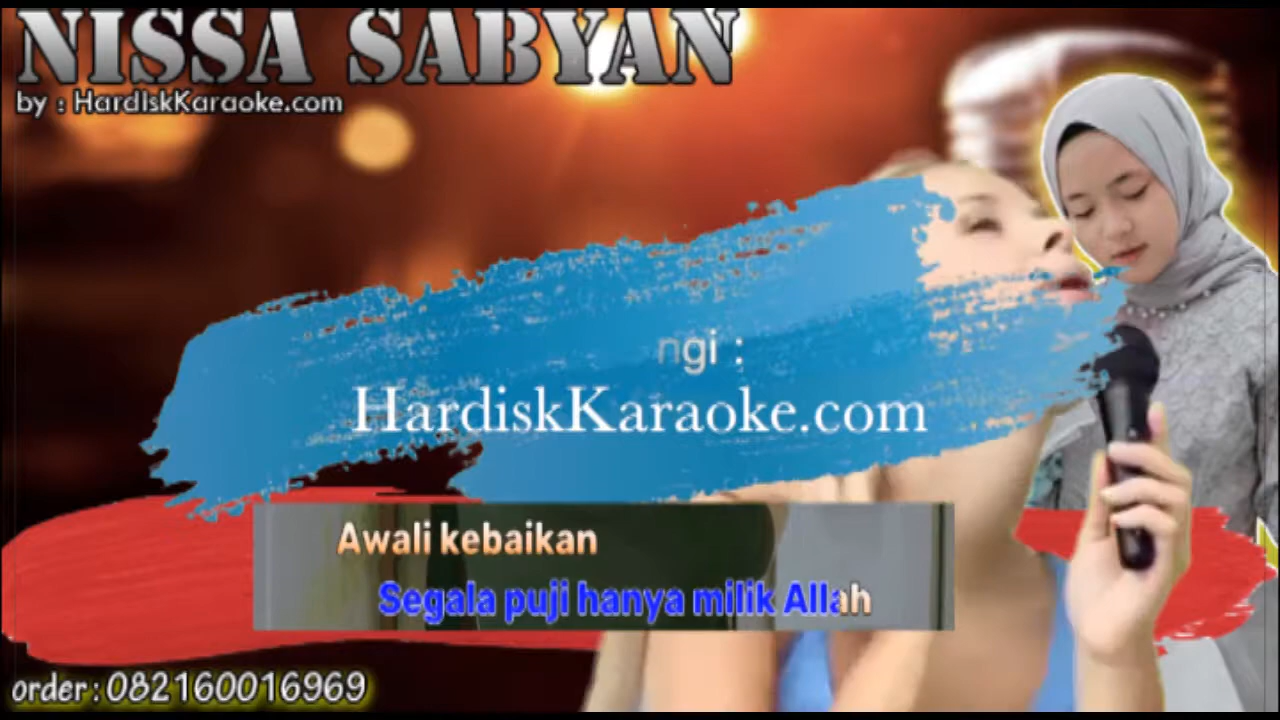 NISSA SABYAN
by : HardIskKaraoke.com
ngi :
HardiskKaraoke.com
Awali kebaikan
Segala puji hanya milik Allah
order : 082160016969